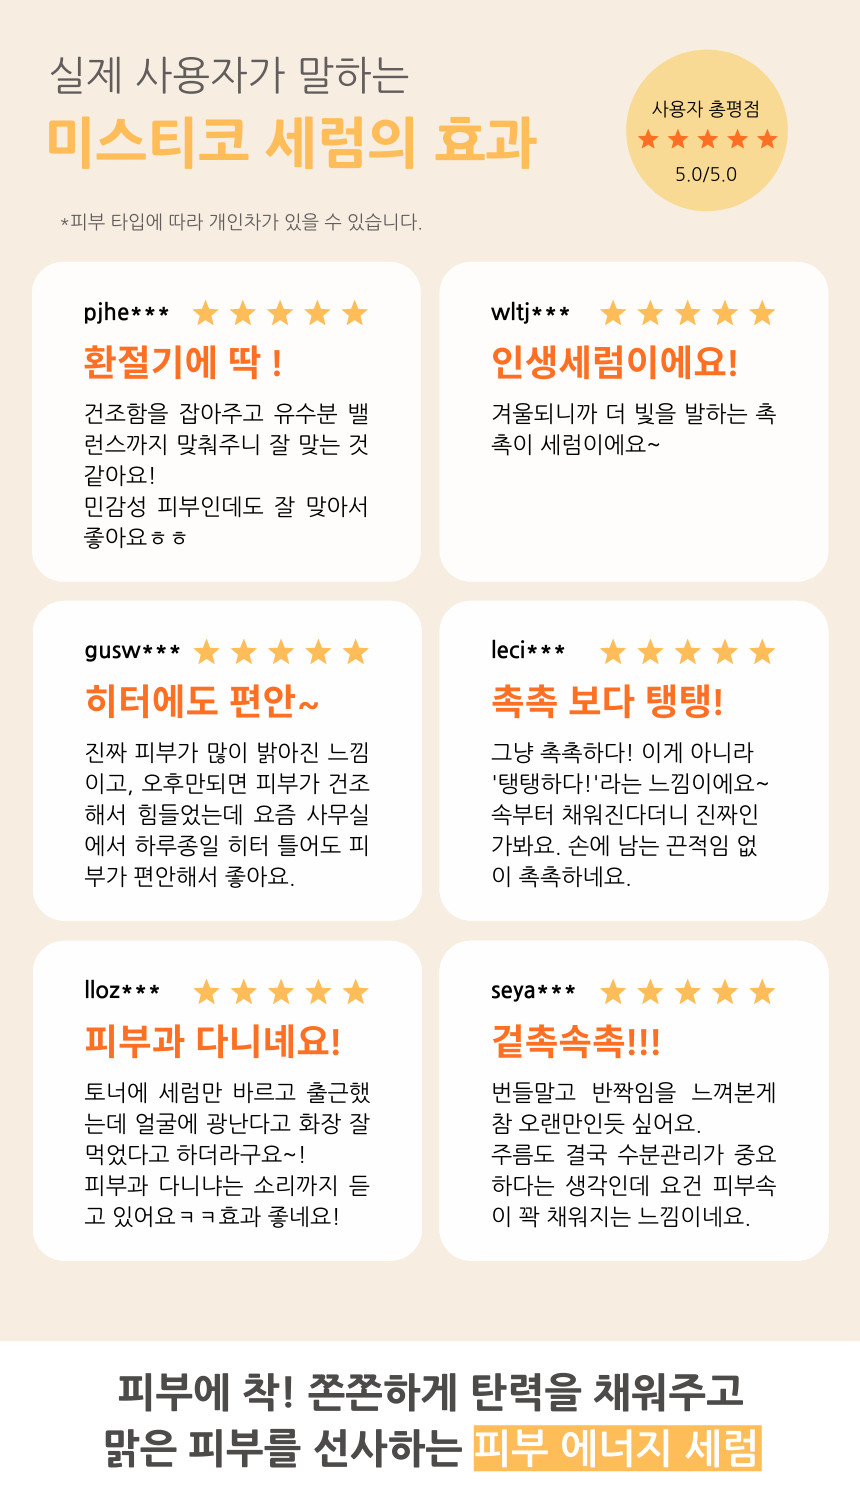 실제 사용자가 말하는
미스티코 세럼의 효과
*피부 타입에 따라 개인차가 있을 수 있습니다.
사용자 총평점
★★★★★
5.0/5.0
pjhe*** ★★★★★
환절기에 딱 !
건조함을 잡아주고 유수분 밸
런스까지 맞춰주니 잘 맞는 것
같아요!
민감성 피부인데도 잘 맞아서
좋아요ㅎㅎ
wltj*** ★★★★★
인생세럼이에요!
겨울되니까 더 빛을 발하는 촉
촉이 세럼이에요~
gusw*** ★★★★★
히터에도 편안~
진짜 피부가 많이 밝아진 느낌
이고, 오후만되면 피부가 건조
해서 힘들었는데 요즘 사무실
에서 하루종일 히터 틀어도 피
부가 편안해서 좋아요.
leci*** ★★★★★
촉촉 보다 탱탱!
그냥 촉촉하다! 이게 아니라
'탱탱하다!'라는 느낌이에요~
속부터 채워진다더니 진짜인
가봐요. 손에 남는 끈적임 없
이 촉촉하네요.
lloz*** ★★★★★
피부과 다니녜요!
토너에 세럼만 바르고 출근했
는데 얼굴에 광난다고 화장 잘
먹었다고 하더라구요~!
피부과 다니냐는 소리까지 듣
고 있어요ㅋㅋ효과 좋네요!
seya*** ★★★★★
겉촉속촉!!!
번들말고 반짝임을 느껴본게
참 오랜만인듯 싶어요.
주름도 결국 수분관리가 중요
하다는 생각인데 요건 피부속
이 꽉 채워지는 느낌이네요.
피부에 착! 쫀쫀하게 탄력을 채워주고
맑은 피부를 선사하는 피부 에너지 세럼